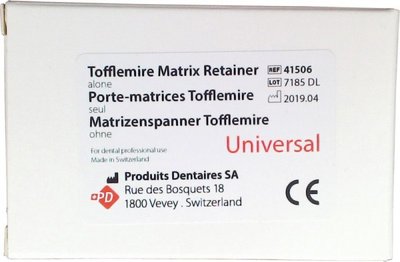 Tofflemire Matrix Retainer REF 41506
alone LOT 7185 DL
Porte-matrices Tofflemire 2019.04
seul
Matrizenspanner Tofflemire
ohne
Universal
For dental professional use
Made in Switzerland
Produits Dentaires SA
PD Rue des Bosquets 18
1800 Vevey . Switzerland
CE